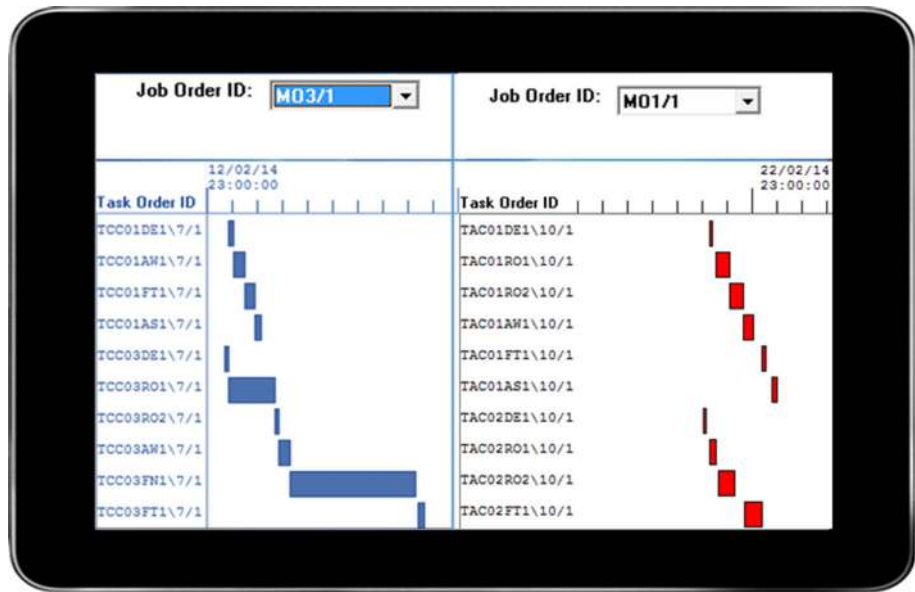 Job Order ID: MO3/1
12/02/14
23:00:00
Task Order ID
TCC01DE1\7/1
TCC01AW1\7/1
TCC01FT1\7/1
TCC01AS1\7/1
TCC03DE1\7/1
TCC03RO1\7/1
TCC03RO2\7/1
TCC03AW1\7/1
TCC03FN1\7/1
TCC03FT1\7/1
Job Order ID: MO1/1
22/02/14
23:00:00
Task Order ID
TAC01DE1\10/1
TAC01RO1\10/1
TAC01RO2\10/1
TAC01AW1\10/1
TAC01FT1\10/1
TAC01AS1\10/1
TAC02DE1\10/1
TAC02RO1\10/1
TAC02RO2\10/1
TAC02FT1\10/1